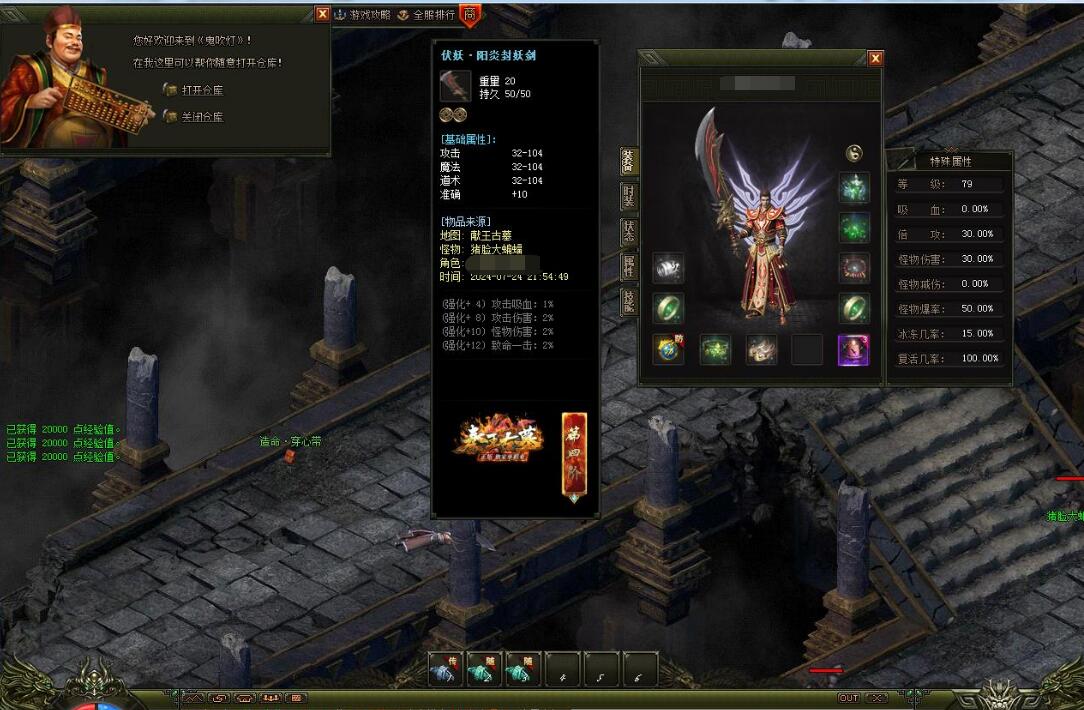 游戏攻略 全服排行 商
您好欢迎来到《鬼吹灯》！
在我这里可以帮你随意打开仓库！
打开仓库
关闭仓库
伏妖·阳炎封妖剑
重量 20
持久 50/50
[基础属性]:
攻击 32-104
魔法 32-104
道术 32-104
准确 +10
[物品来源]
地图: 献王古墓
怪物: 猪脸大蝙蝠
角色:
时间: 2024-07-24 21:54:49
(强化+ 4) 攻击吸血: 1%
(强化+ 8) 攻击伤害: 2%
(强化+10) 怪物伤害: 2%
(强化+12) 致命一击: 2%
第四阶
装备
时装
状态
属性
技能
防
3
特殊属性
等 级: 79
吸 血: 0.00%
倍 攻: 30.00%
怪物伤害: 30.00%
怪物减伤: 0.00%
怪物爆率: 50.00%
冰冻几率: 15.00%
复活几率: 100.00%
已获得 20000 点经验值。
已获得 20000 点经验值。
已获得 20000 点经验值。
造命·穿心带
猪脸大蝙
传 随 随
1 2 3 4 5 6
OUT